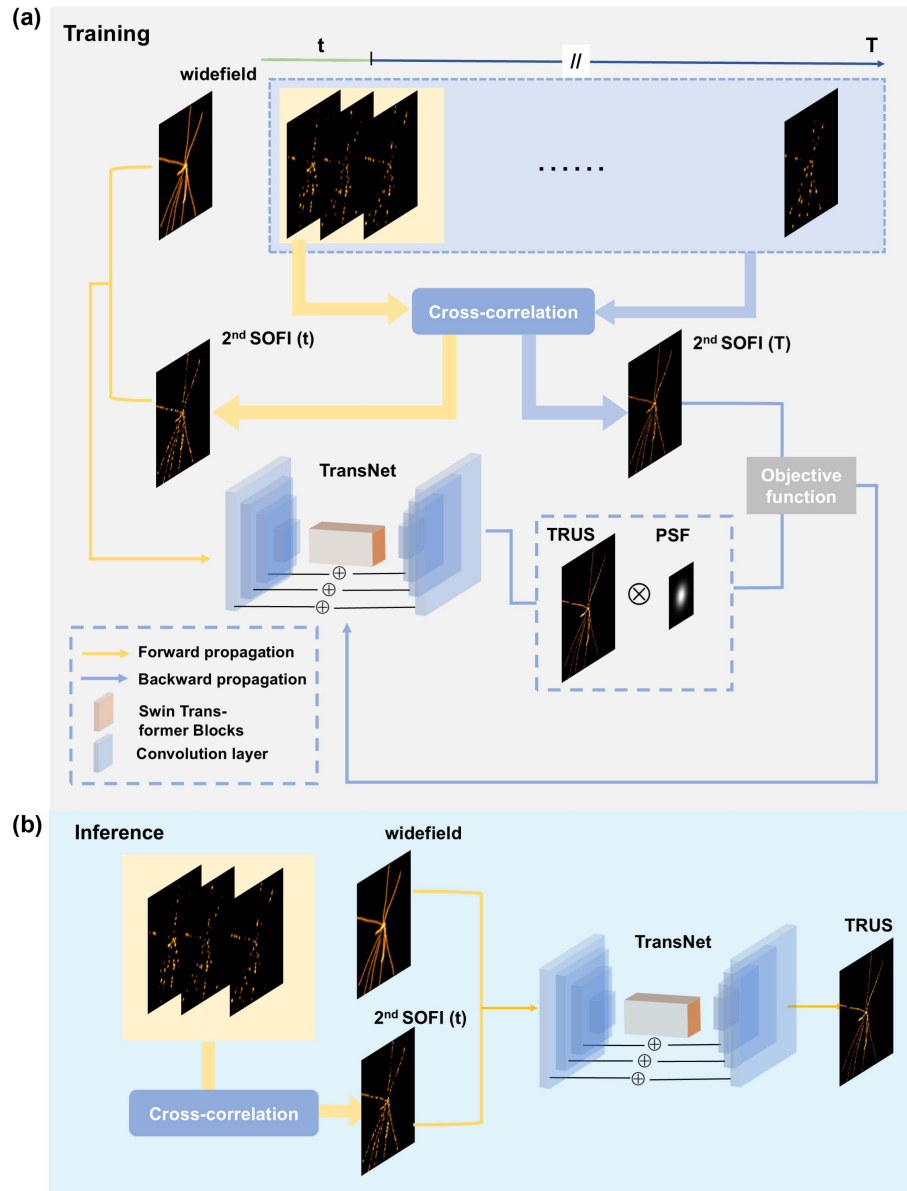 (a)
Training
t
T
//
widefield
......
Cross-correlation
2nd SOFI (t)
2nd SOFI (T)
TransNet
Objective
function
TRUS
PSF
Forward propagation
Backward propagation
Swin Trans-
former Blocks
Convolution layer
(b)
Inference
widefield
TransNet
TRUS
2nd SOFI (t)
Cross-correlation